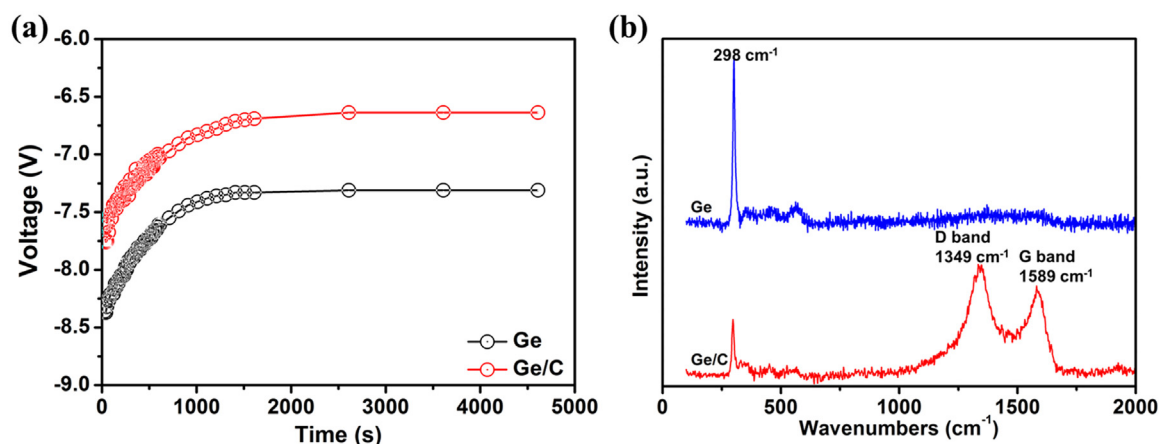 (a)
-6.0
-6.5
-7.0
-7.5
-8.0
-8.5
-9.0
Voltage (V)
0 1000 2000 3000 4000 5000
Time (s)
Ge
Ge/C
(b)
298 cm⁻¹
Ge
D band
1349 cm⁻¹
G band
1589 cm⁻¹
Ge/C
Intensity (a.u.)
0 500 1000 1500 2000
Wavenumbers (cm⁻¹)